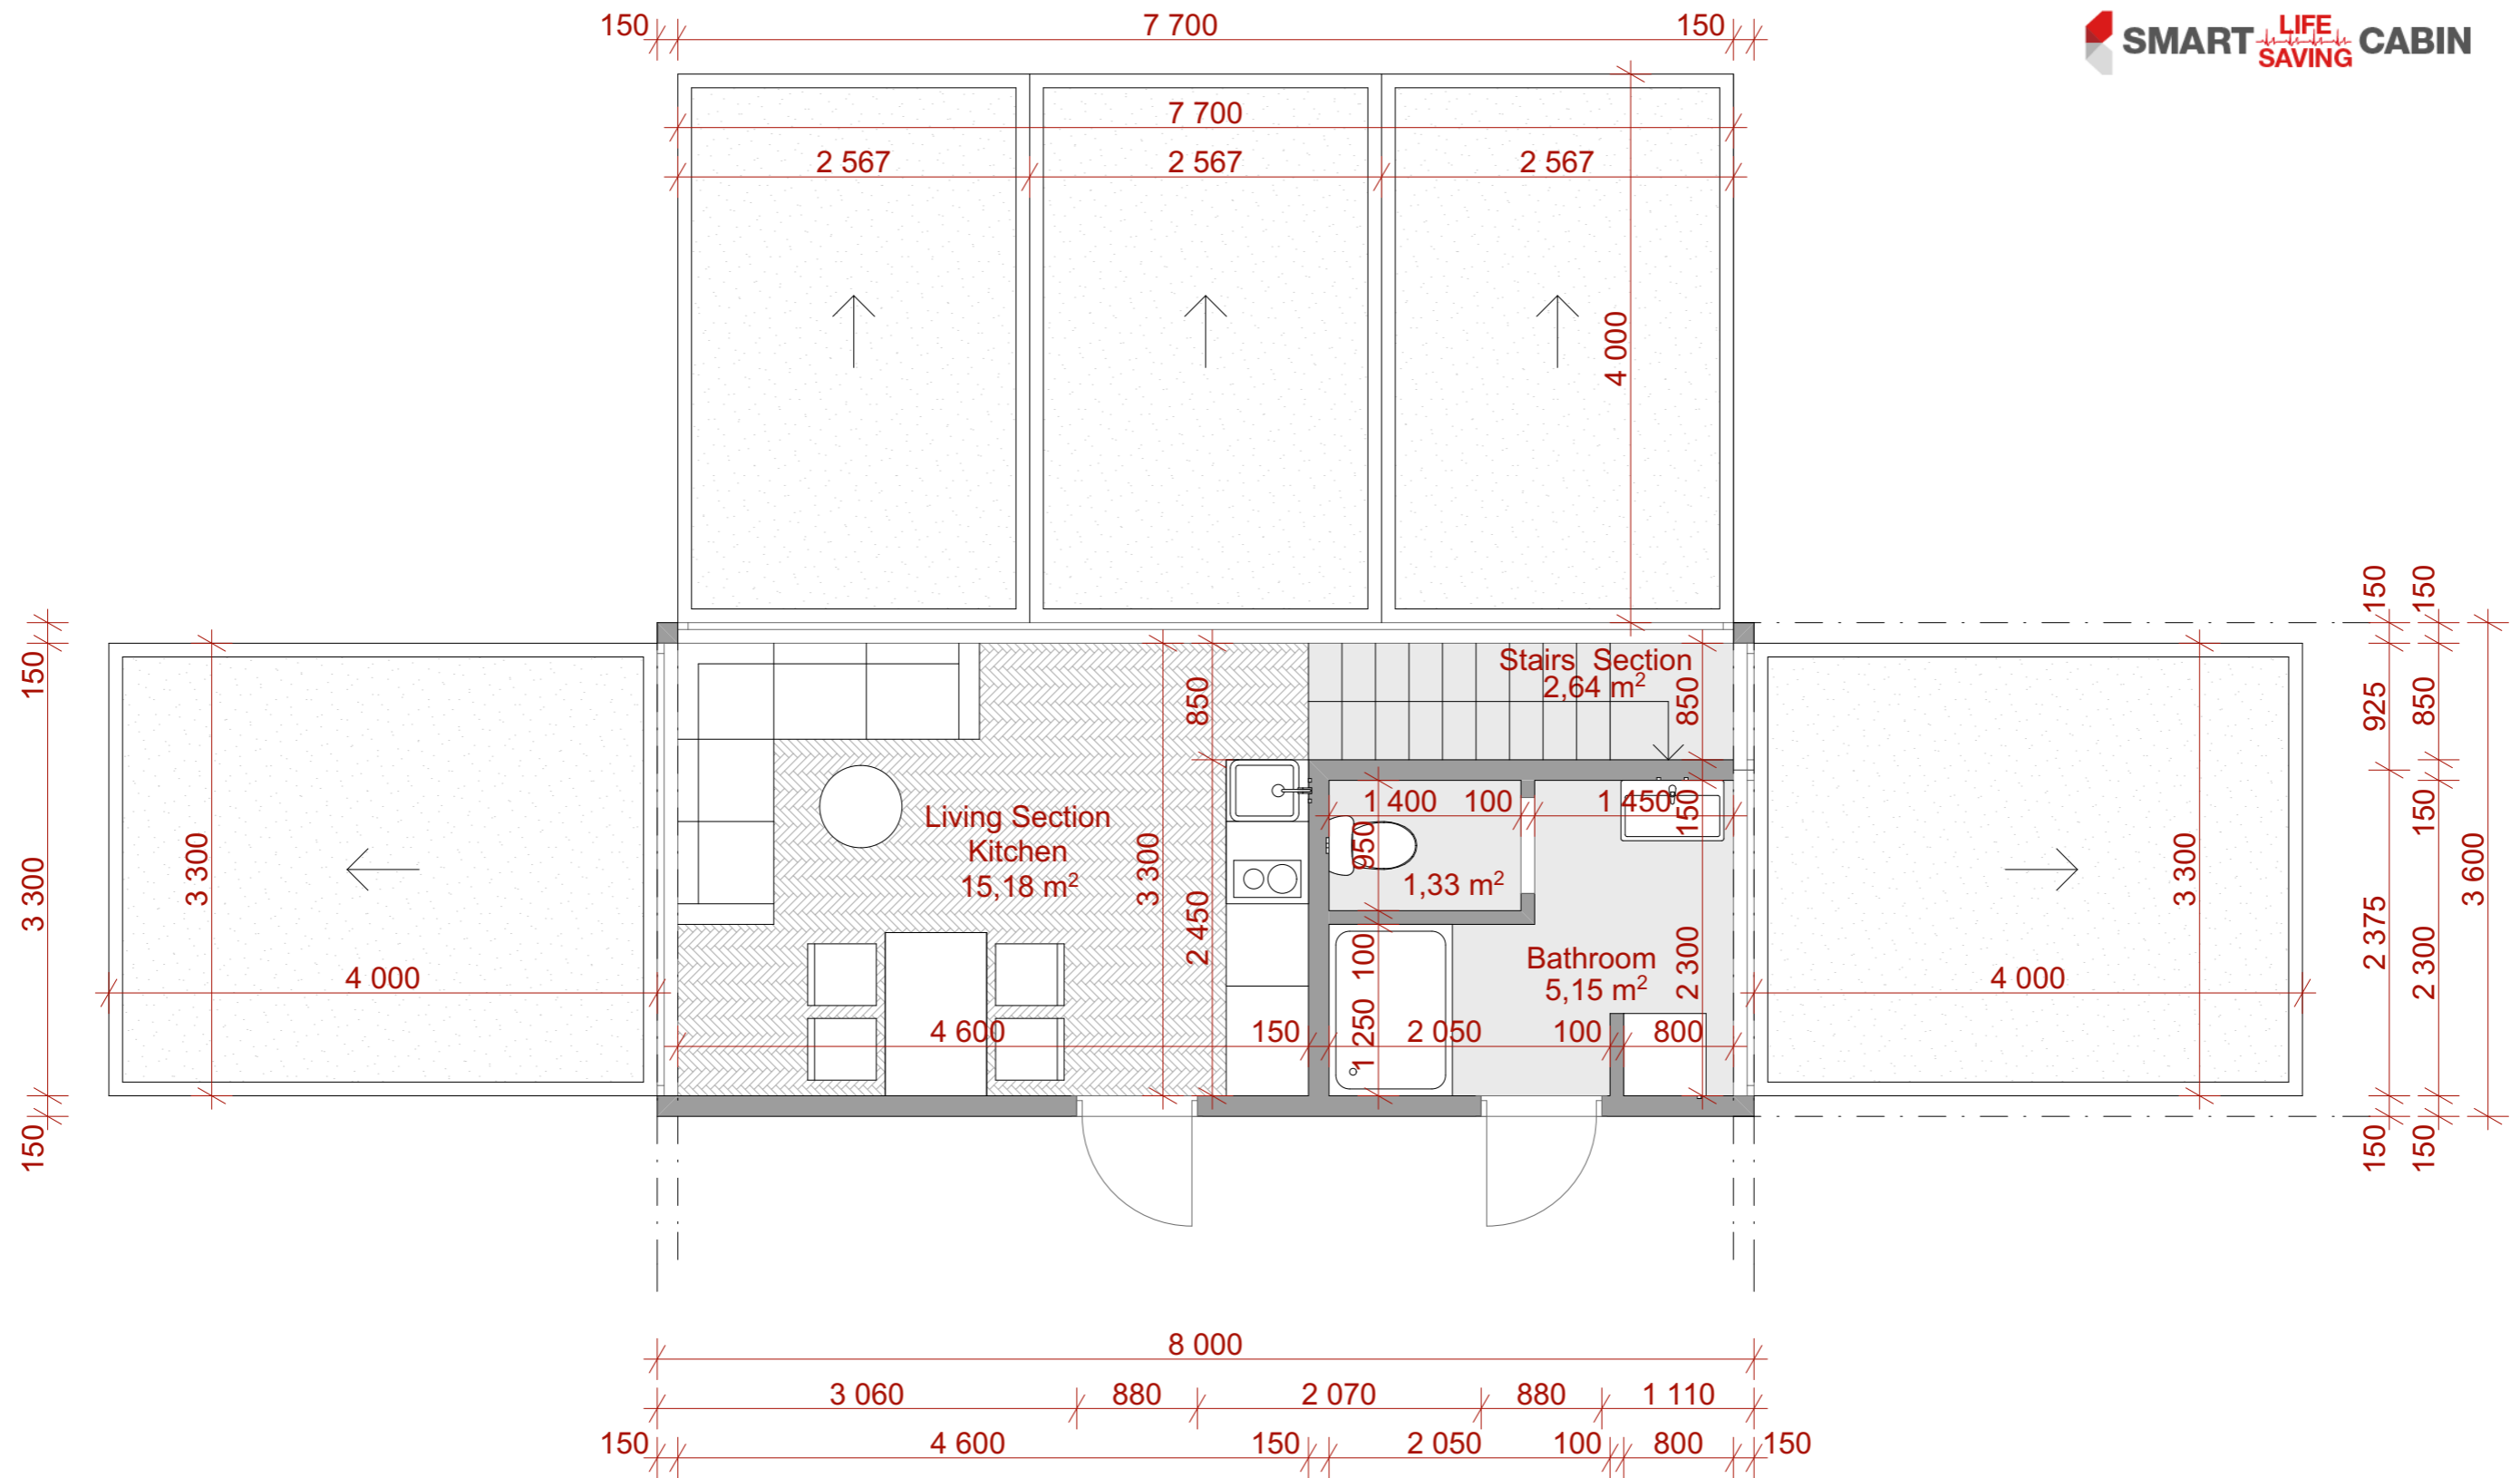 150 7 700 150
SMART LIFE SAVING CABIN
7 700
2 567 2 567 2 567
4 000
150 3 300 150
3 300
4 000
Living Section
Kitchen
15,18 m²
850
3 300
2 450
4 600 150 2 050 100 800
Stairs Section
2,64 m²
850
1 400 100 1 450
150
950
1,33 m²
100
1 250
Bathroom
5,15 m²
2 300
3 300
4 000
150 925 2 375 150
150 850 150 2 300 150
3 600
8 000
3 060 880 2 070 880 1 110
150 4 600 150 2 050 100 800 150